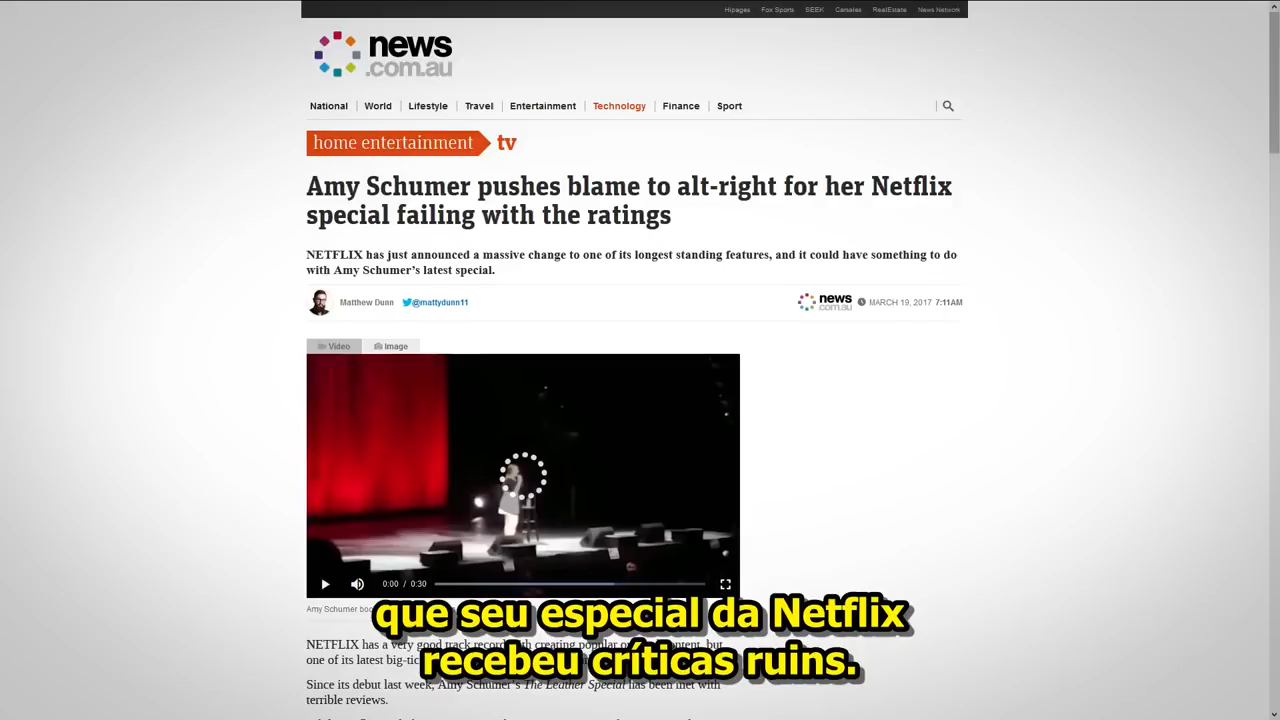 Hipages Fox Sports SEEK Carsales RealEstate News Network
news
.com.au
National World Lifestyle Travel Entertainment Technology Finance Sport
home entertainment tv
Amy Schumer pushes blame to alt-right for her Netflix
special failing with the ratings
NETFLIX has just announced a massive change to one of its longest standing features, and it could have something to do
with Amy Schumer's latest special.
Matthew Dunn @mattydunn11 news.com.au MARCH 19, 2017 7:11AM
Video Image
0:00 / 0:30
Amy Schumer
que seu especial da Netflix
recebeu críticas ruins.
NETFLIX has a very good track record with creating popular content, but
one of its latest
Since its debut last week, Amy Schumer's The Leather Special has been met with
terrible reviews.